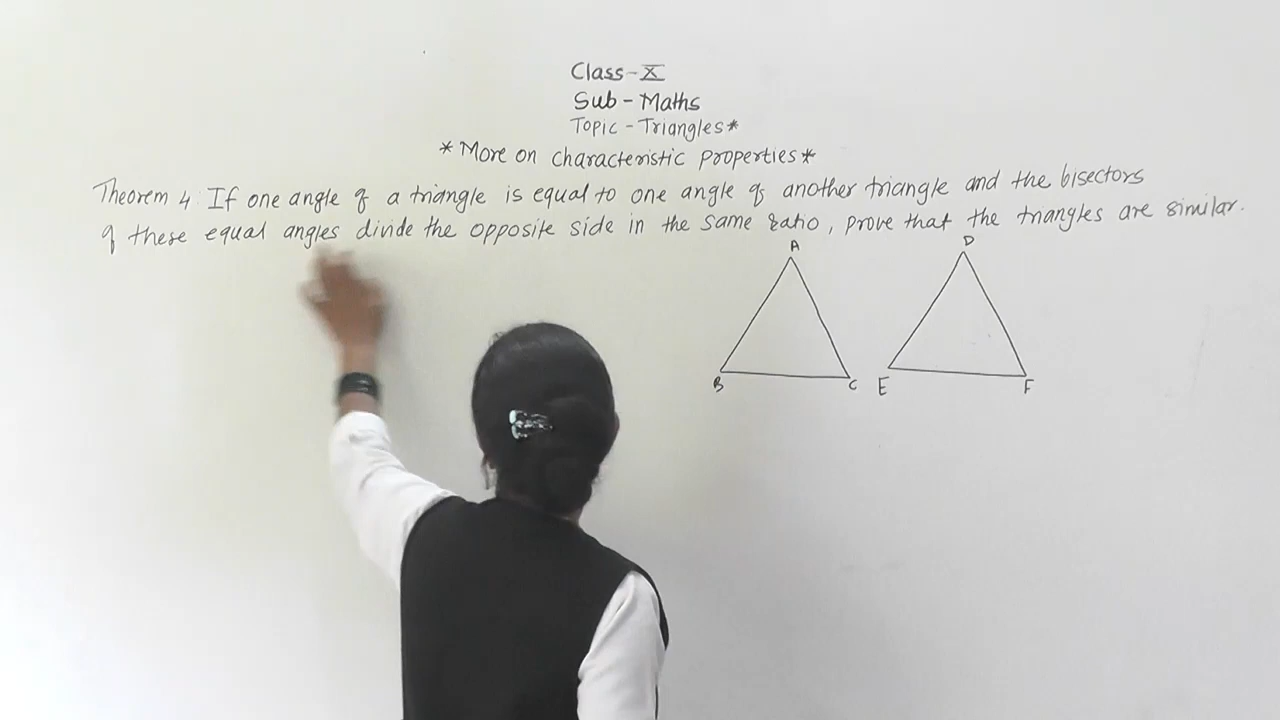 Class - X
Sub - Maths
Topic - Triangles*
*More on characteristic properties*
Theorem 4: If one angle of a triangle is equal to one angle of another triangle and the bisectors
of these equal angles divide the opposite side in the same ratio, prove that the triangles are similar.
A D
B C E F